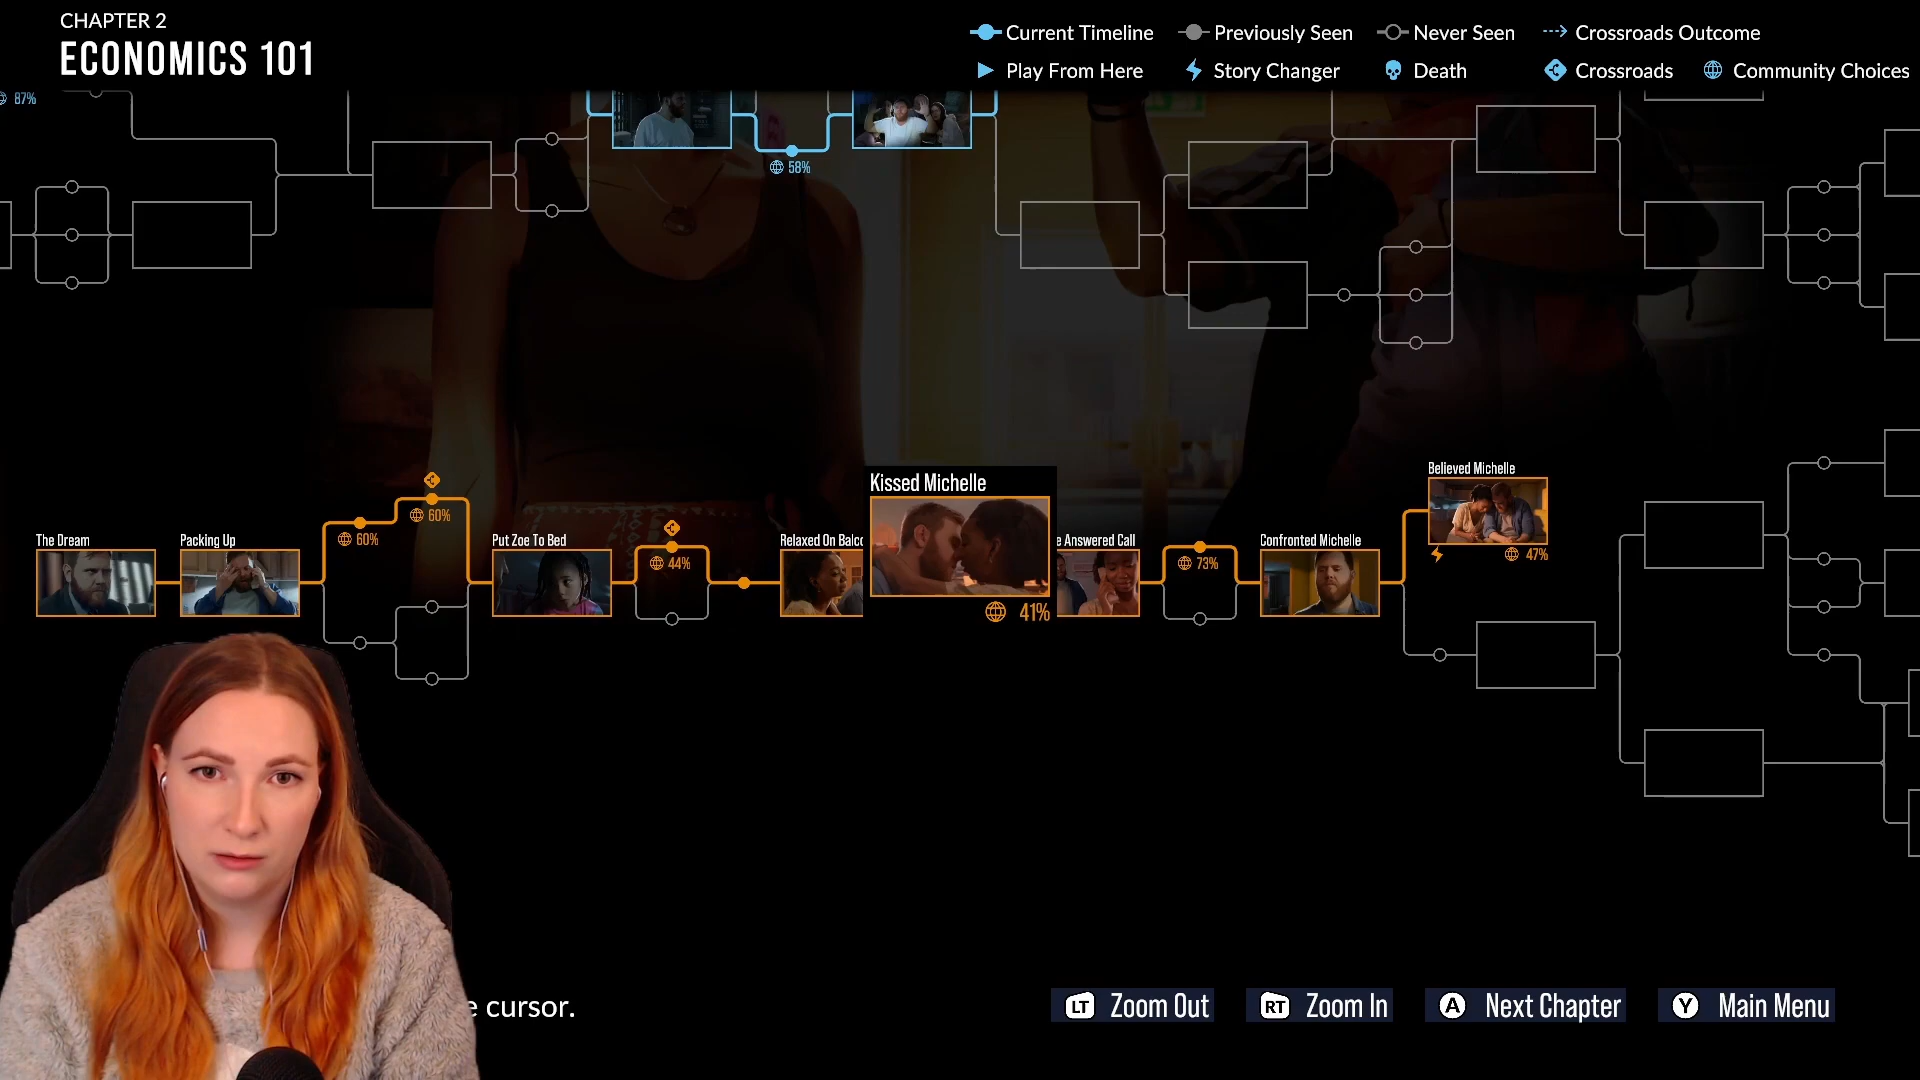 CHAPTER 2
ECONOMICS 101
Current Timeline
Previously Seen
Never Seen
Crossroads Outcome
Play From Here
Story Changer
Death
Crossroads
Community Choices
87%
58%
Believed Michelle
Kissed Michelle
60%
60%
The Dream
Packing Up
Put Zoe To Bed
Relaxed On Balco
e Answered Call
Confronted Michelle
44%
73%
47%
41%
e cursor.
LT Zoom Out
RT Zoom In
A Next Chapter
Y Main Menu